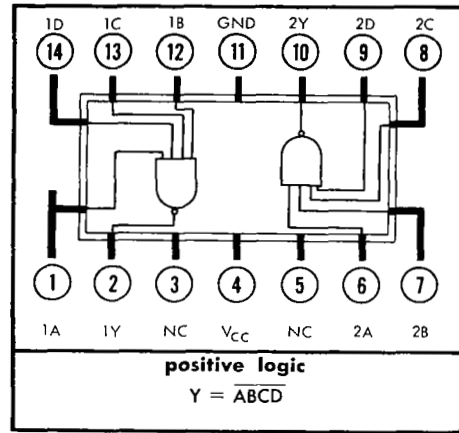 1D 1C 1B GND 2Y 2D 2C
14 13 12 11 10 9 8
1 2 3 4 5 6 7
1A 1Y NC VCC NC 2A 2B
positive logic
Y = \overline{ABCD}